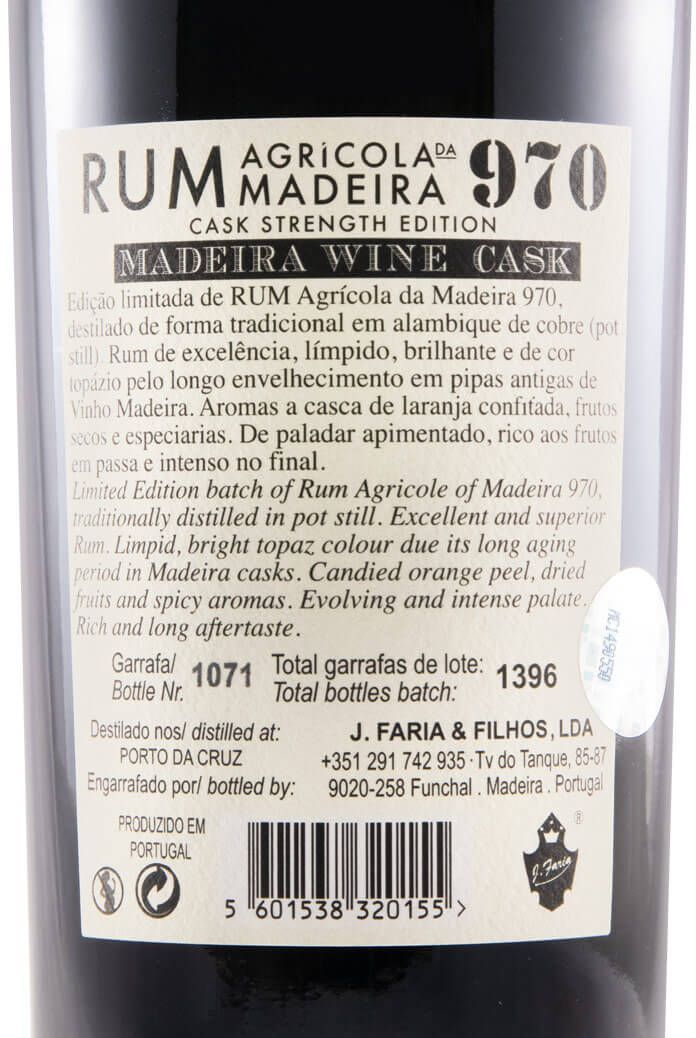 RUM AGRÍCOLA DA MADEIRA 970
CASK STRENGTH EDITION
MADEIRA WINE CASK
Edição limitada de RUM Agrícola da Madeira 970,
destilado de forma tradicional em alambique de cobre (pot
still). Rum de excelência, límpido, brilhante e de cor
topázio pelo longo envelhecimento em pipas antigas de
Vinho Madeira. Aromas a casca de laranja confitada, frutos
secos e especiarias. De paladar apimentado, rico aos frutos
em passa e intenso no final.
Limited Edition batch of Rum Agricole of Madeira 970,
traditionally distilled in pot still. Excellent and superior
Rum. Limpid, bright topaz colour due its long aging
period in Madeira casks. Candied orange peel, dried
fruits and spicy aromas. Evolving and intense palate.
Rich and long aftertaste.
Garrafa/ Bottle Nr. 1071 Total garrafas de lote: Total bottles batch: 1396
Destilado nos/ distilled at: J. FARIA & FILHOS, LDA
PORTO DA CRUZ +351 291 742 935 · Tv do Tanque, 85-87
Engarrafado por/ bottled by: 9020-258 Funchal . Madeira . Portugal
PRODUZIDO EM
PORTUGAL
5 601538 320155 >
J. Faria ®
MC1490550